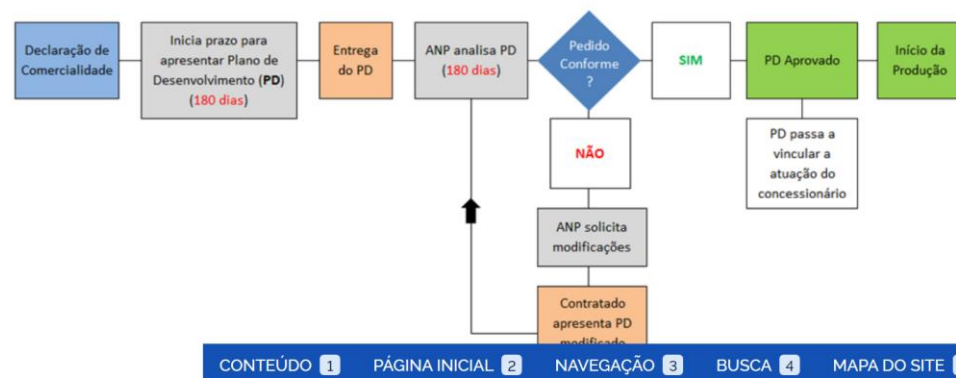 Declaração de
Comercialidade
Inicia prazo para
apresentar Plano de
Desenvolvimento (PD)
(180 dias)
Entrega
do PD
ANP analisa PD
(180 dias)
Pedido
Conforme
?
SIM
PD Aprovado
Início da
Produção
NÃO
PD passa a
vincular a
atuação do
concessionário
ANP solicita
modificações
Contratado
apresenta PD
modificado
CONTEÚDO 1 PÁGINA INICIAL 2 NAVEGAÇÃO 3 BUSCA 4 MAPA DO SITE